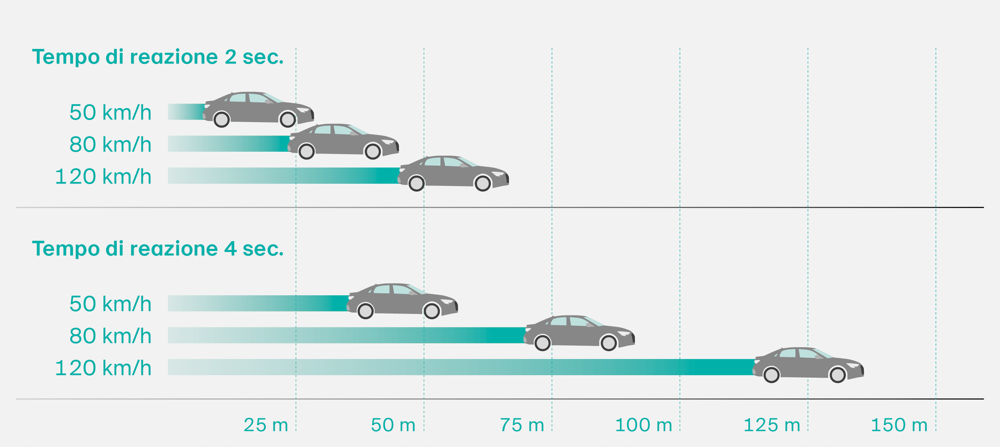 Tempo di reazione 2 sec.
50 km/h
80 km/h
120 km/h
Tempo di reazione 4 sec.
50 km/h
80 km/h
120 km/h
25 m 50 m 75 m 100 m 125 m 150 m